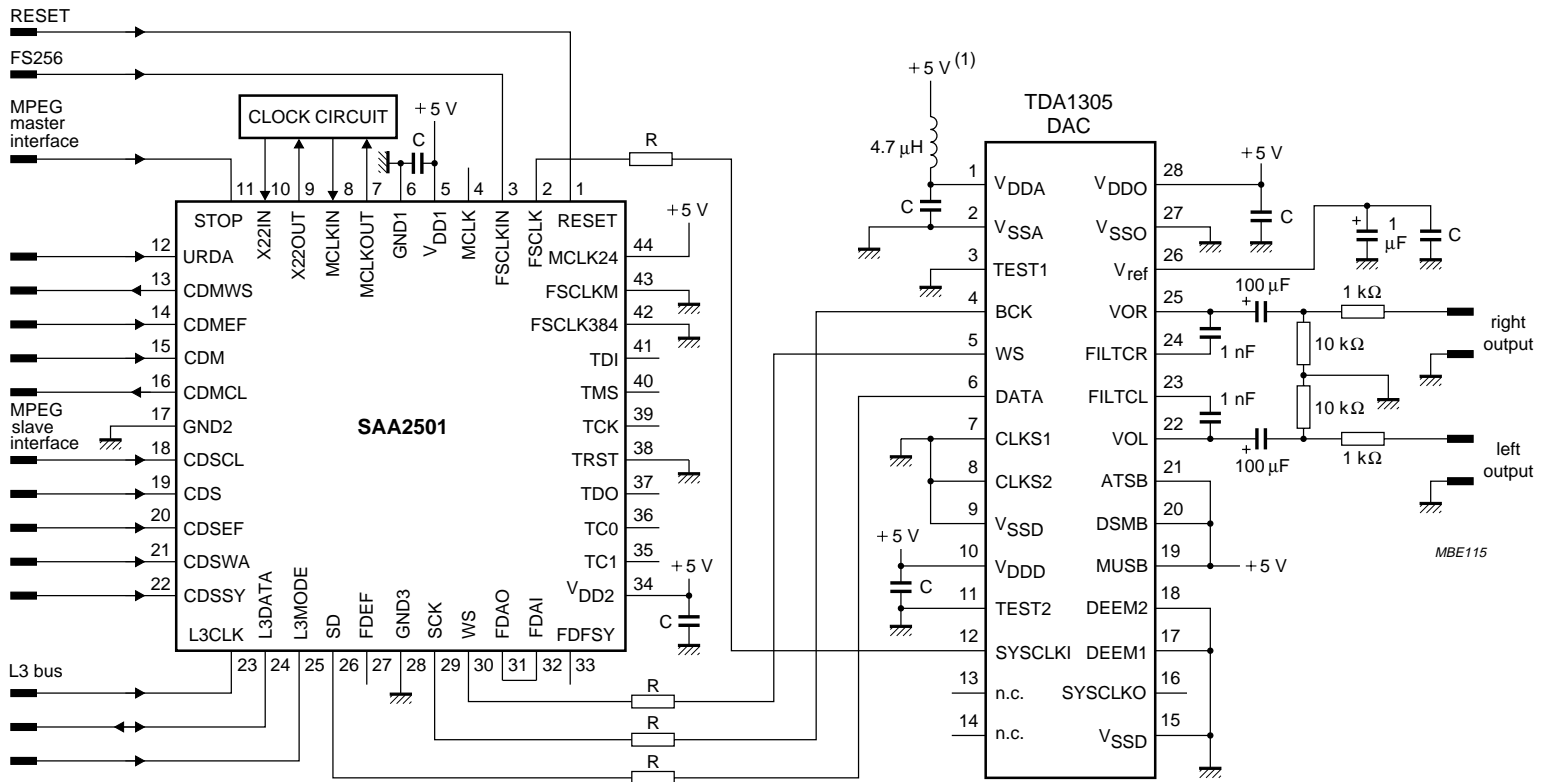 RESET
FS256
MPEG
master
interface
CLOCK CIRCUIT
+5 V
C
R
11
10
9
8
7
6
5
4
3
2
1
STOP
X22IN
X22OUT
MCLKIN
MCLKOUT
GND1
VDD1
MCLK
FSCLKIN
FSCLK
RESET
+5 V
12
URDA
MCLK24
44
13
CDMWS
FSCLKM
43
14
CDMEF
FSCLK384
42
15
CDM
TDI
41
16
CDMCL
TMS
40
MPEG
slave
interface
17
GND2
SAA2501
TCK
39
18
CDSCL
TRST
38
19
CDS
TDO
37
20
CDSEF
TC0
36
21
CDSWA
TC1
35
22
CDSSY
VDD2
34
+5 V
C
L3CLK
L3DATA
L3MODE
SD
FDEF
GND3
SCK
WS
FDAO
FDAI
FDFSY
23
24
25
26
27
28
29
30
31
32
33
L3 bus
R
R
R
+5 V (1)
4.7 μH
C
TDA1305
DAC
1
VDDA
VDDO
28
+5 V
C
2
VSSA
VSSO
27
3
TEST1
Vref
26
+
1
μF
C
4
BCK
VOR
25
100 μF
+
1 kΩ
right
output
5
WS
FILTCR
24
1 nF
10 kΩ
6
DATA
FILTCL
23
1 nF
10 kΩ
7
CLKS1
VOL
22
+
100 μF
1 kΩ
left
output
8
CLKS2
ATSB
21
9
VSSD
DSMB
20
+5 V
C
10
VDDD
MUSB
19
+5 V
11
TEST2
DEEM2
18
12
SYSCLKI
DEEM1
17
13
n.c.
SYSCLKO
16
14
n.c.
VSSD
15
MBE115